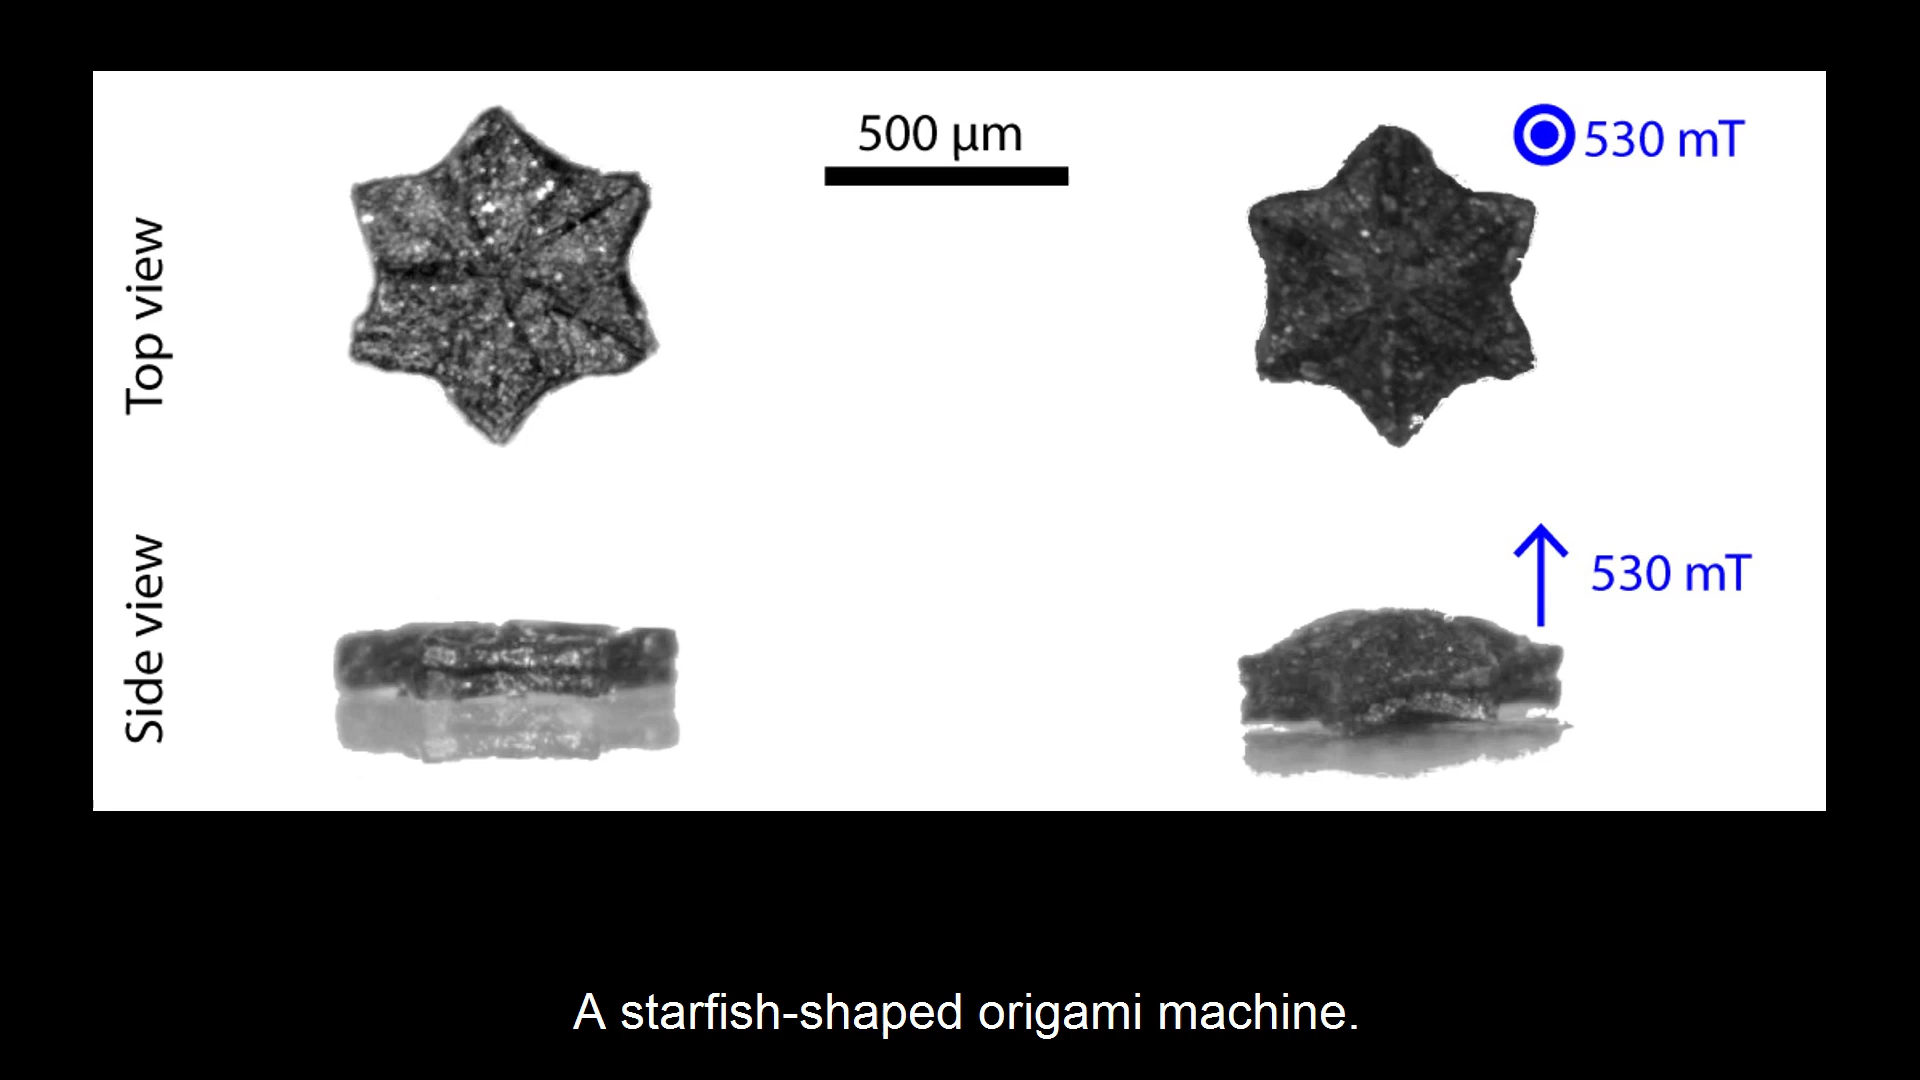 500 µm
530 mT
Top view
Side view
530 mT
A starfish-shaped origami machine.